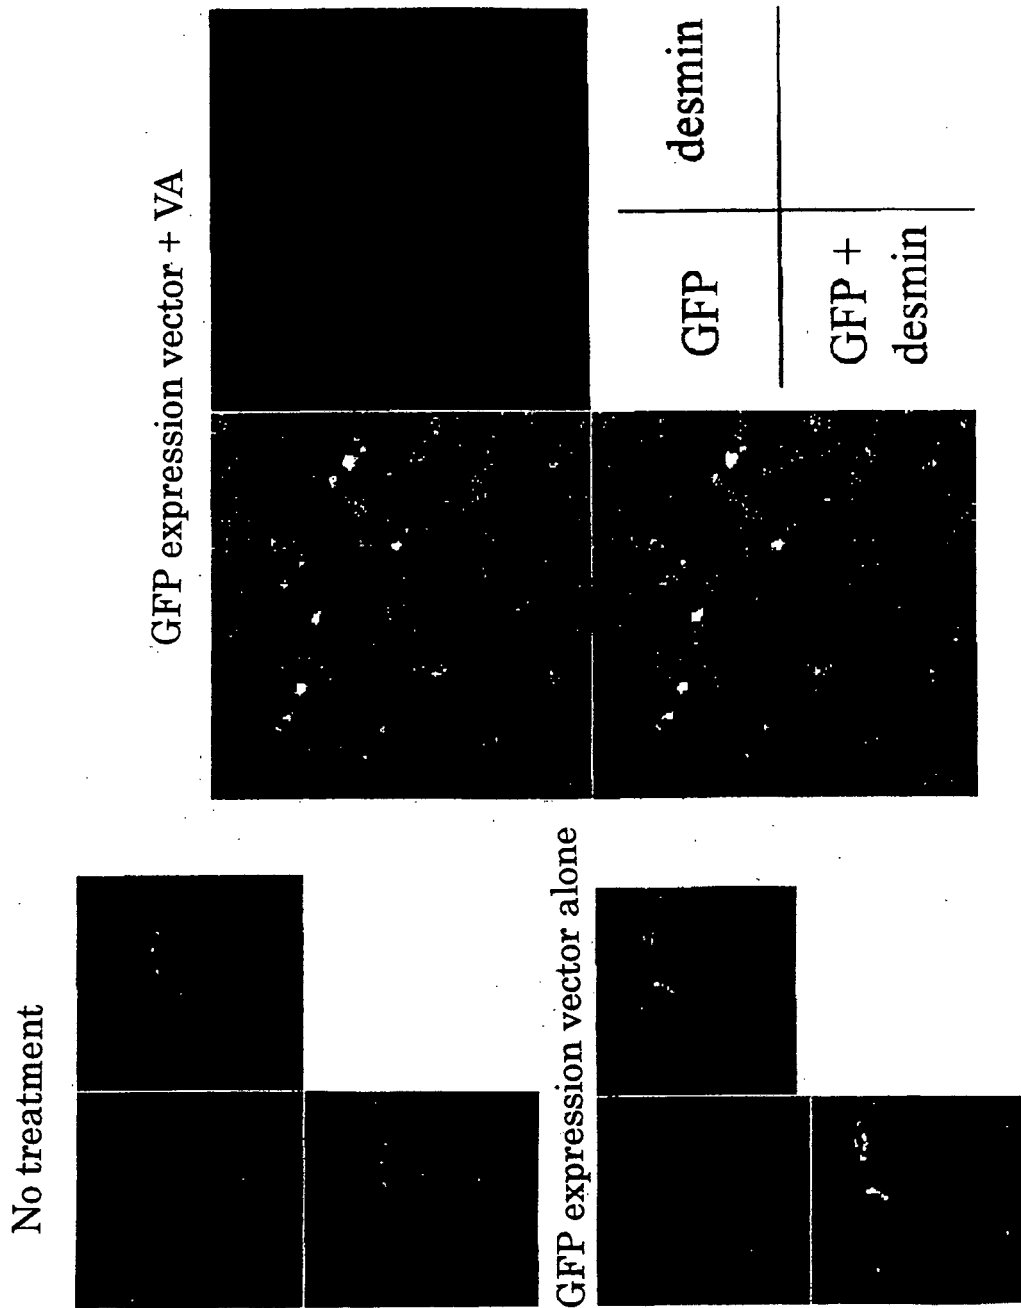 No treatment
GFP expression vector + VA
GFP expression vector alone
GFP
desmin
GFP +
desmin